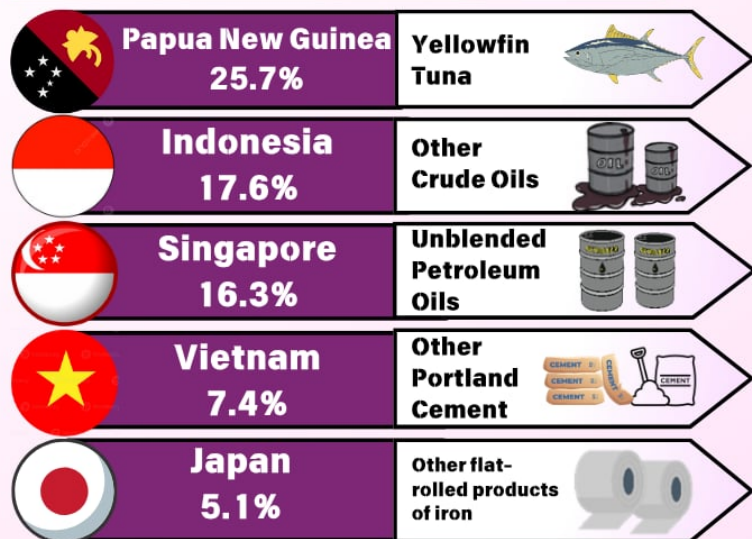 Papua New Guinea
25.7%
Yellowfin
Tuna
Indonesia
17.6%
Other
Crude Oils
OIL
OIL
Singapore
16.3%
Unblended
Petroleum
Oils
Vietnam
7.4%
Other
Portland
Cement
CEMENT
CEMENT
CEMENT
CEMENT
CEMENT
Japan
5.1%
Other flat-
rolled products
of iron